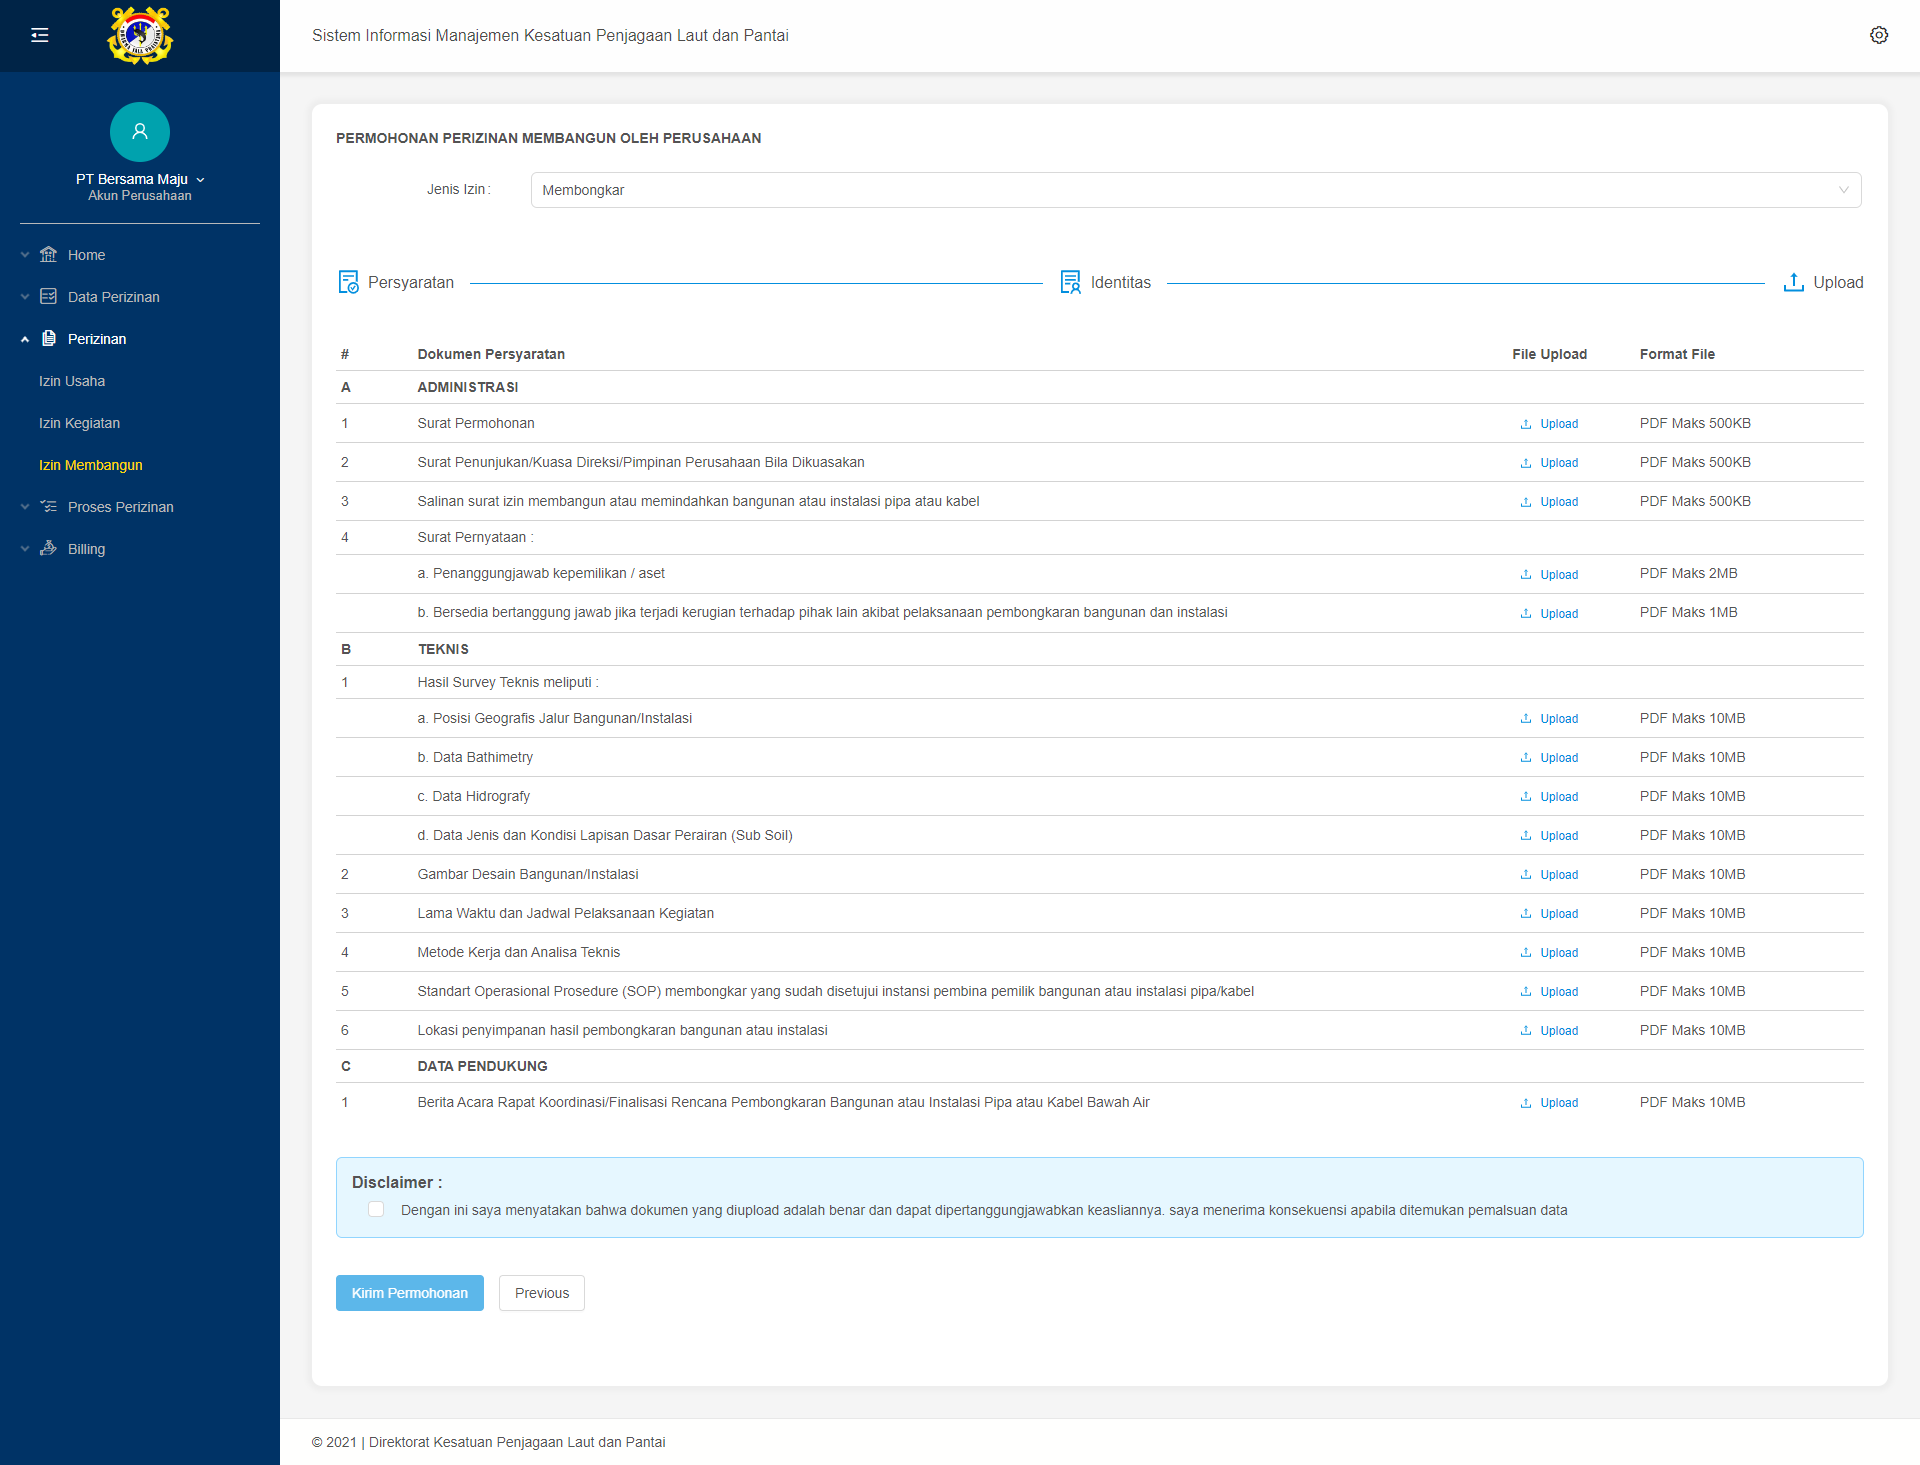 Sistem Informasi Manajemen Kesatuan Penjagaan Laut dan Pantai
PT Bersama Maju
Akun Perusahaan
Home
Data Perizinan
Perizinan
Izin Usaha
Izin Kegiatan
Izin Membangun
Proses Perizinan
Billing
PERMOHONAN PERIZINAN MEMBANGUN OLEH PERUSAHAAN
Jenis Izin : Membongkar
Persyaratan Identitas Upload
# Dokumen Persyaratan File Upload Format File
A ADMINISTRASI
1 Surat Permohonan Upload PDF Maks 500KB
2 Surat Penunjukan/Kuasa Direksi/Pimpinan Perusahaan Bila Dikuasakan Upload PDF Maks 500KB
3 Salinan surat izin membangun atau memindahkan bangunan atau instalasi pipa atau kabel Upload PDF Maks 500KB
4 Surat Pernyataan :
a. Penanggungjawab kepemilikan / aset Upload PDF Maks 2MB
b. Bersedia bertanggung jawab jika terjadi kerugian terhadap pihak lain akibat pelaksanaan pembongkaran bangunan dan instalasi Upload PDF Maks 1MB
B TEKNIS
1 Hasil Survey Teknis meliputi :
a. Posisi Geografis Jalur Bangunan/Instalasi Upload PDF Maks 10MB
b. Data Bathimetry Upload PDF Maks 10MB
c. Data Hidrografy Upload PDF Maks 10MB
d. Data Jenis dan Kondisi Lapisan Dasar Perairan (Sub Soil) Upload PDF Maks 10MB
2 Gambar Desain Bangunan/Instalasi Upload PDF Maks 10MB
3 Lama Waktu dan Jadwal Pelaksanaan Kegiatan Upload PDF Maks 10MB
4 Metode Kerja dan Analisa Teknis Upload PDF Maks 10MB
5 Standart Operasional Prosedure (SOP) membongkar yang sudah disetujui instansi pembina pemilik bangunan atau instalasi pipa/kabel Upload PDF Maks 10MB
6 Lokasi penyimpanan hasil pembongkaran bangunan atau instalasi Upload PDF Maks 10MB
C DATA PENDUKUNG
1 Berita Acara Rapat Koordinasi/Finalisasi Rencana Pembongkaran Bangunan atau Instalasi Pipa atau Kabel Bawah Air Upload PDF Maks 10MB
Disclaimer :
Dengan ini saya menyatakan bahwa dokumen yang diupload adalah benar dan dapat dipertanggungjawabkan keasliannya. saya menerima konsekuensi apabila ditemukan pemalsuan data
Kirim Permohonan Previous
© 2021 | Direktorat Kesatuan Penjagaan Laut dan Pantai